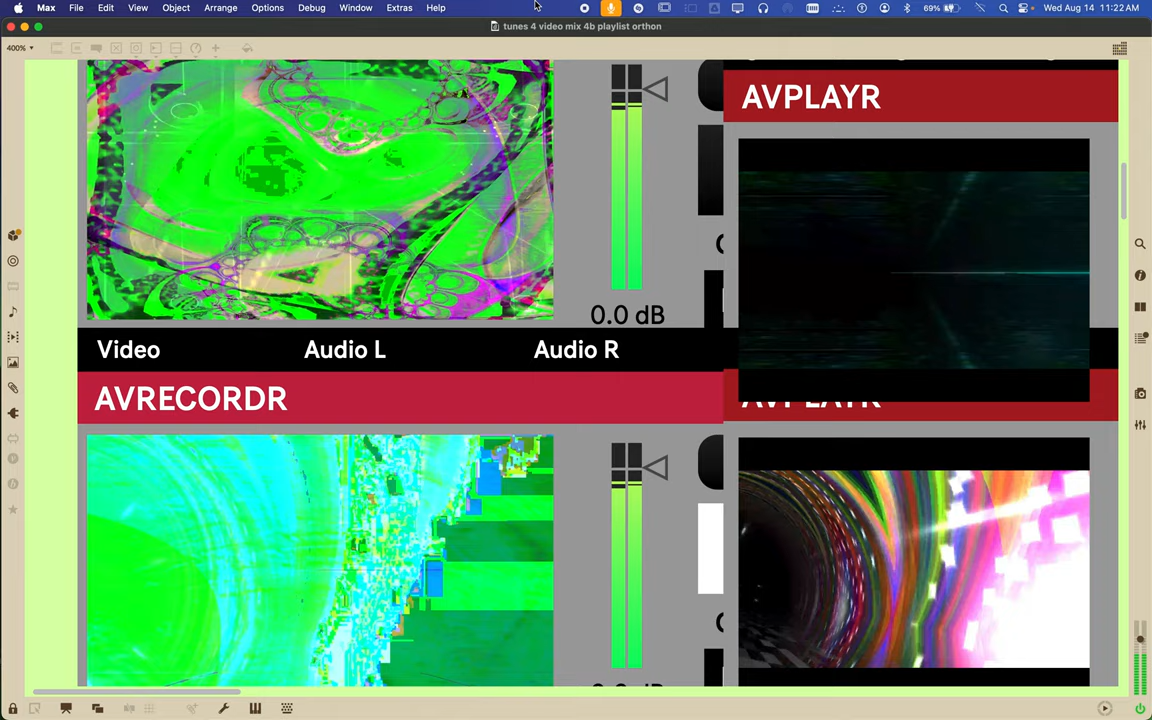 Max File Edit View Object Arrange Options Debug Window Extras Help 69% Wed Aug 14 11:22 AM
tunes 4 video mix 4b playlist orthon
400%
AVPLAYR
0.0 dB
Video Audio L Audio R
AVRECORDR